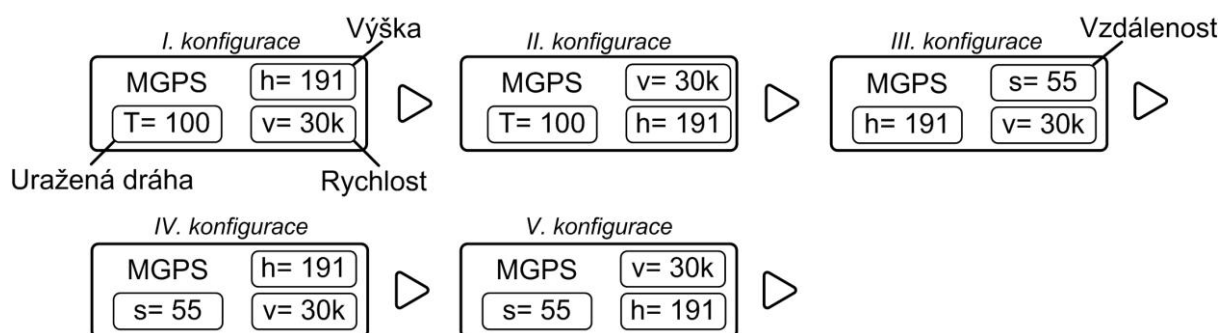 Výška
Vzdálenost
I. konfigurace
II. konfigurace
III. konfigurace
MGPS h= 191
T= 100 v= 30k
MGPS v= 30k
T= 100 h= 191
MGPS s= 55
h= 191 v= 30k
Uražená dráha
Rychlost
IV. konfigurace
V. konfigurace
MGPS h= 191
s= 55 v= 30k
MGPS v= 30k
s= 55 h= 191